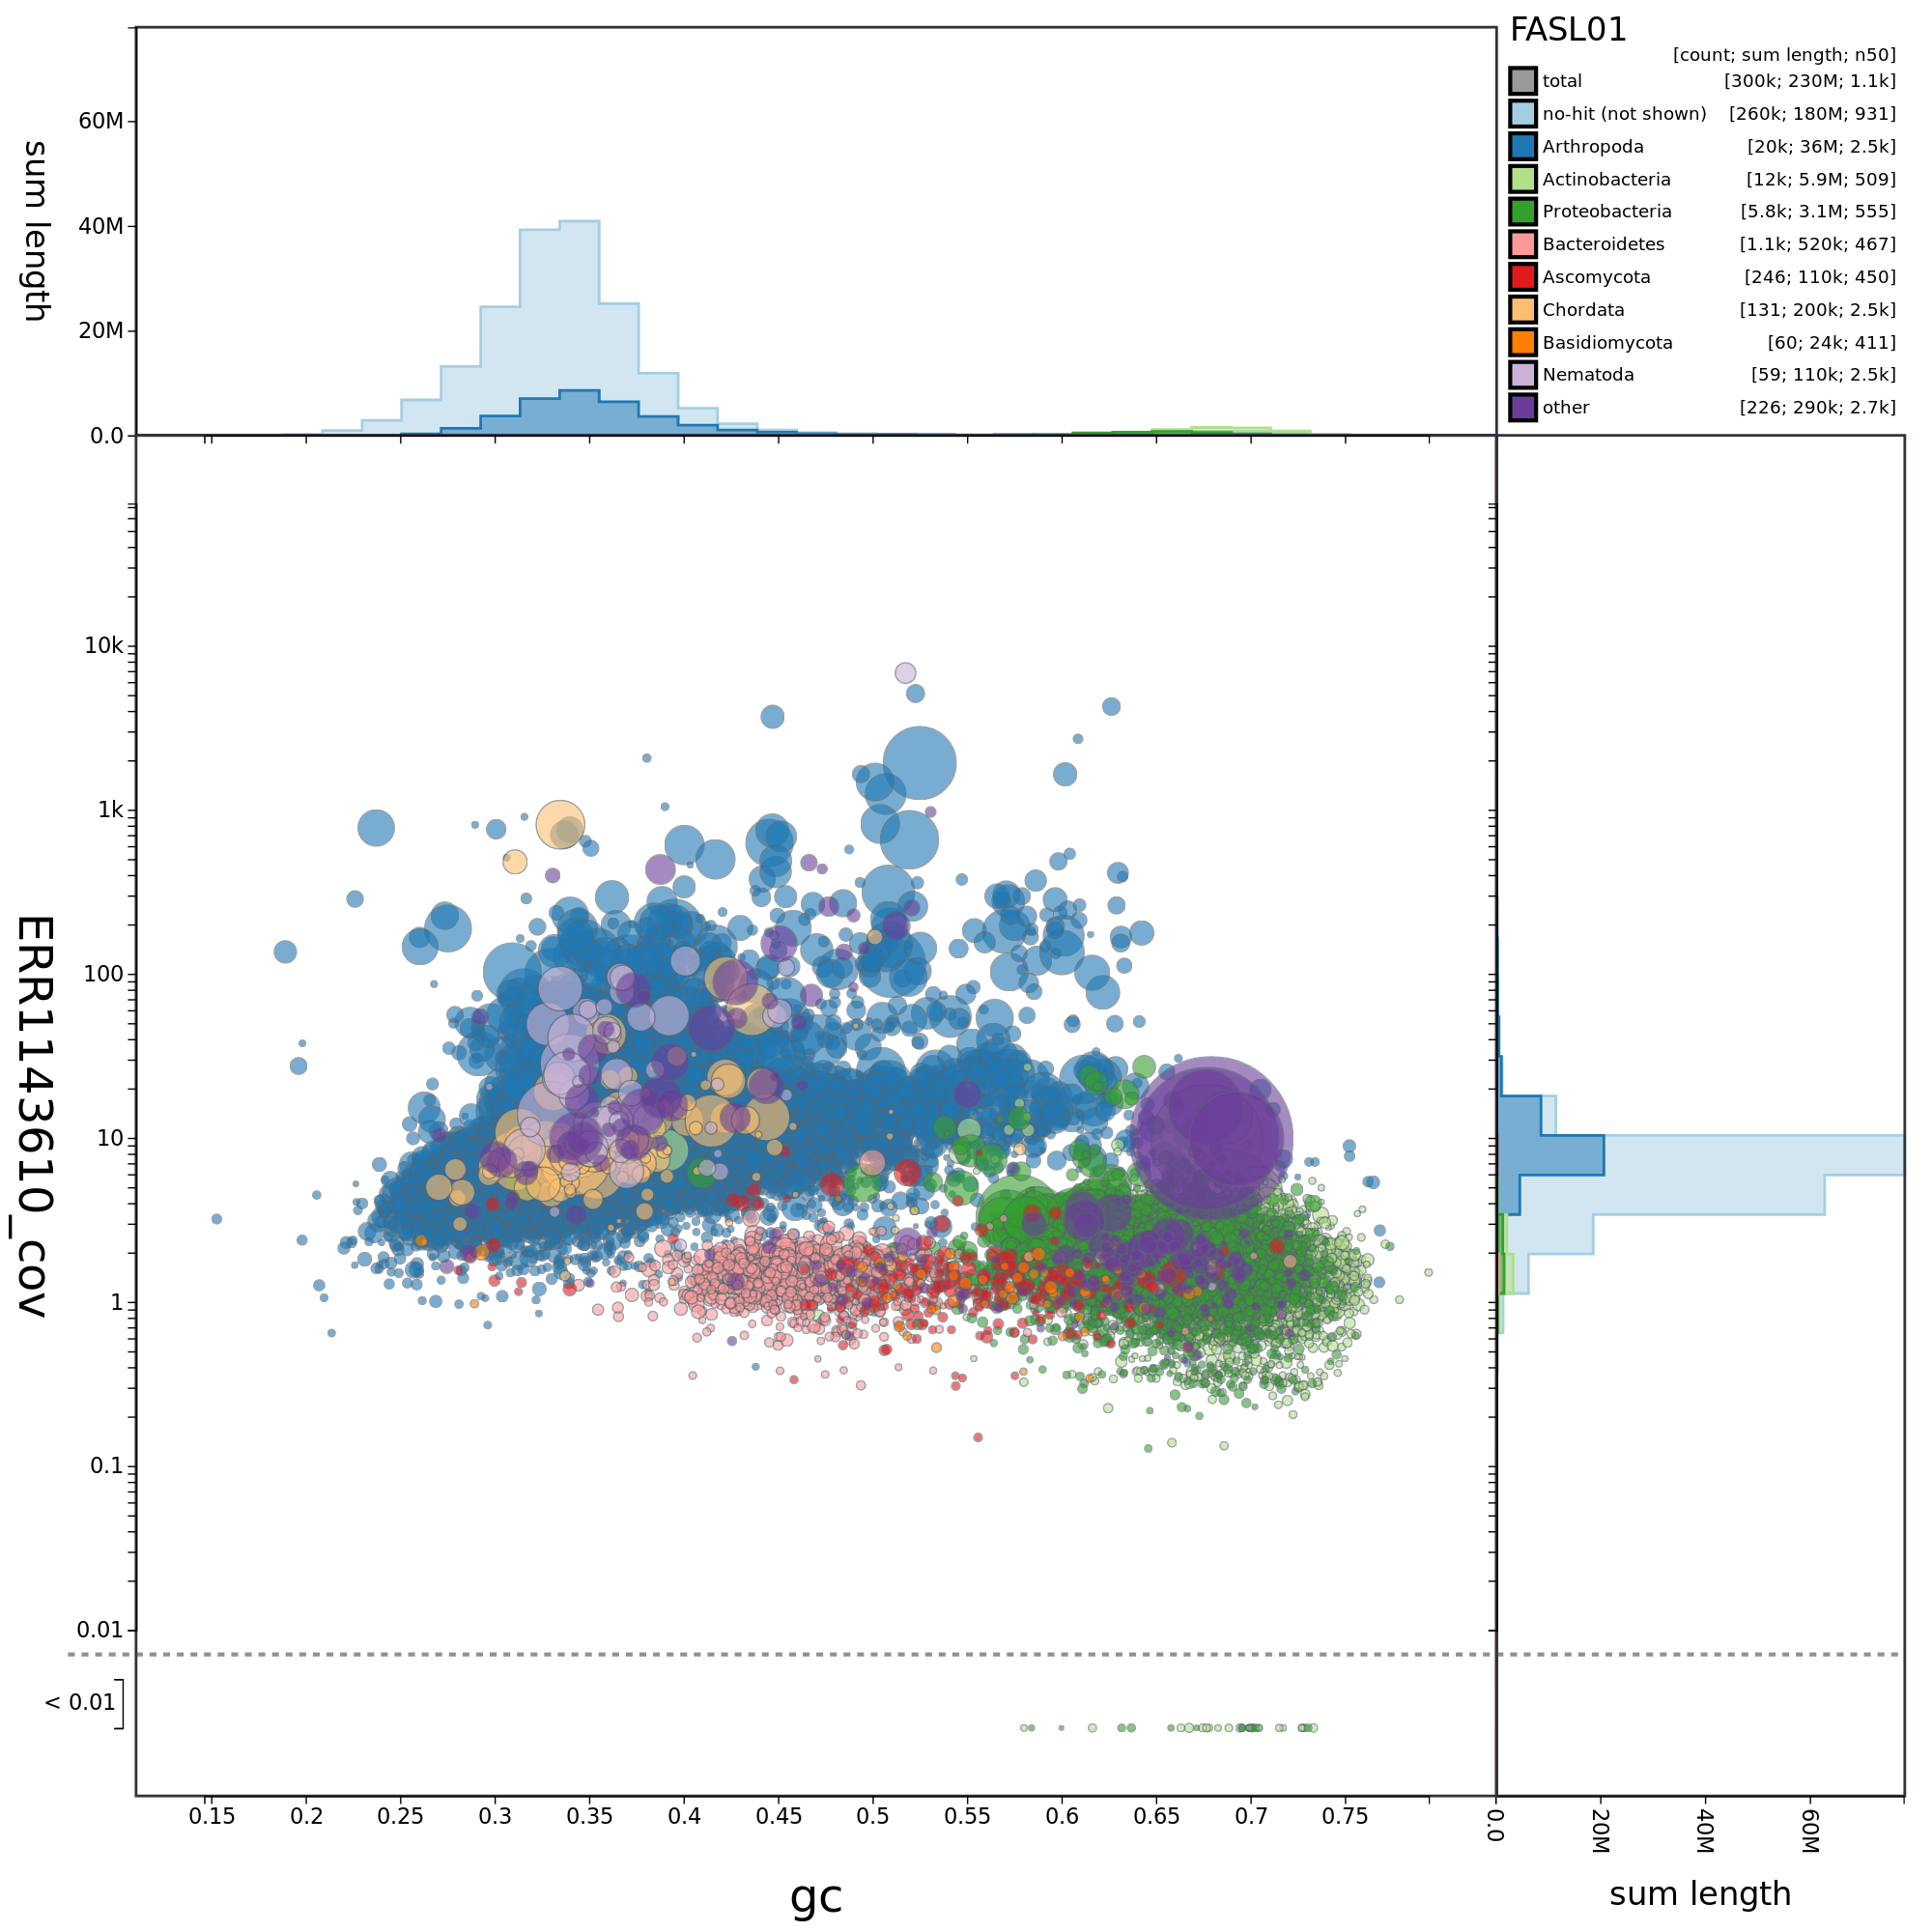 FASL01
[count; sum length; n50]
total [300k; 230M; 1.1k]
no-hit (not shown) [260k; 180M; 931]
Arthropoda [20k; 36M; 2.5k]
Actinobacteria [12k; 5.9M; 509]
Proteobacteria [5.8k; 3.1M; 555]
Bacteroidetes [1.1k; 520k; 467]
Ascomycota [246; 110k; 450]
Chordata [131; 200k; 2.5k]
Basidiomycota [60; 24k; 411]
Nematoda [59; 110k; 2.5k]
other [226; 290k; 2.7k]
sum length
60M
40M
20M
0.0
ERR1143610_cov
10k
1k
100
10
1
0.1
0.01
< 0.01
0.15 0.2 0.25 0.3 0.35 0.4 0.45 0.5 0.55 0.6 0.65 0.7 0.75
gc
0.0 20M 40M 60M
sum length